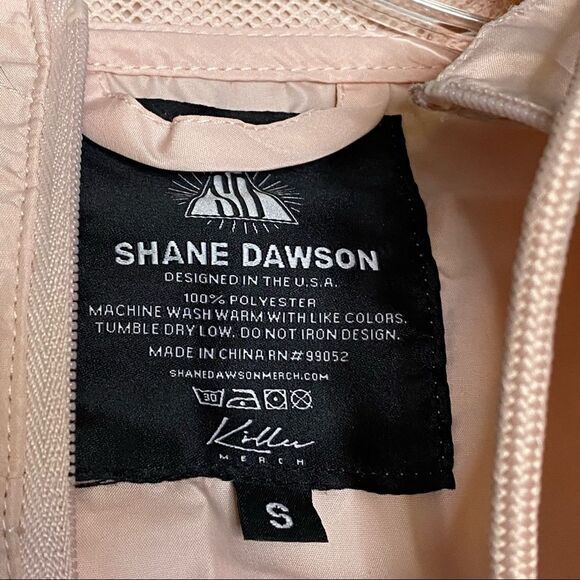 SHANE DAWSON
DESIGNED IN THE U.S.A.
100% POLYESTER
MACHINE WASH WARM WITH LIKE COLORS.
TUMBLE DRY LOW. DO NOT IRON DESIGN.
MADE IN CHINA RN#99052
SHANEDAWSONMERCH.COM
30
Killer
MERCH
S